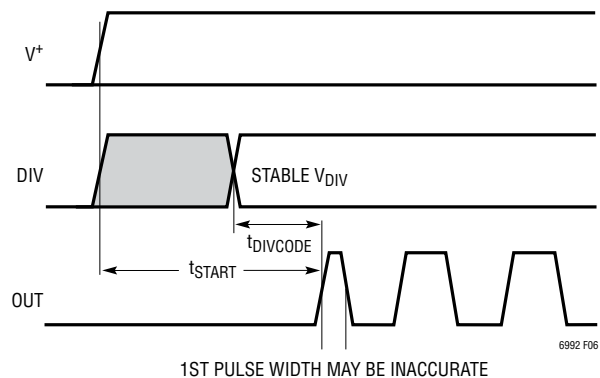 V+
DIV
STABLE VDIV
tDIVCODE
tSTART
OUT
6992 F06
1ST PULSE WIDTH MAY BE INACCURATE